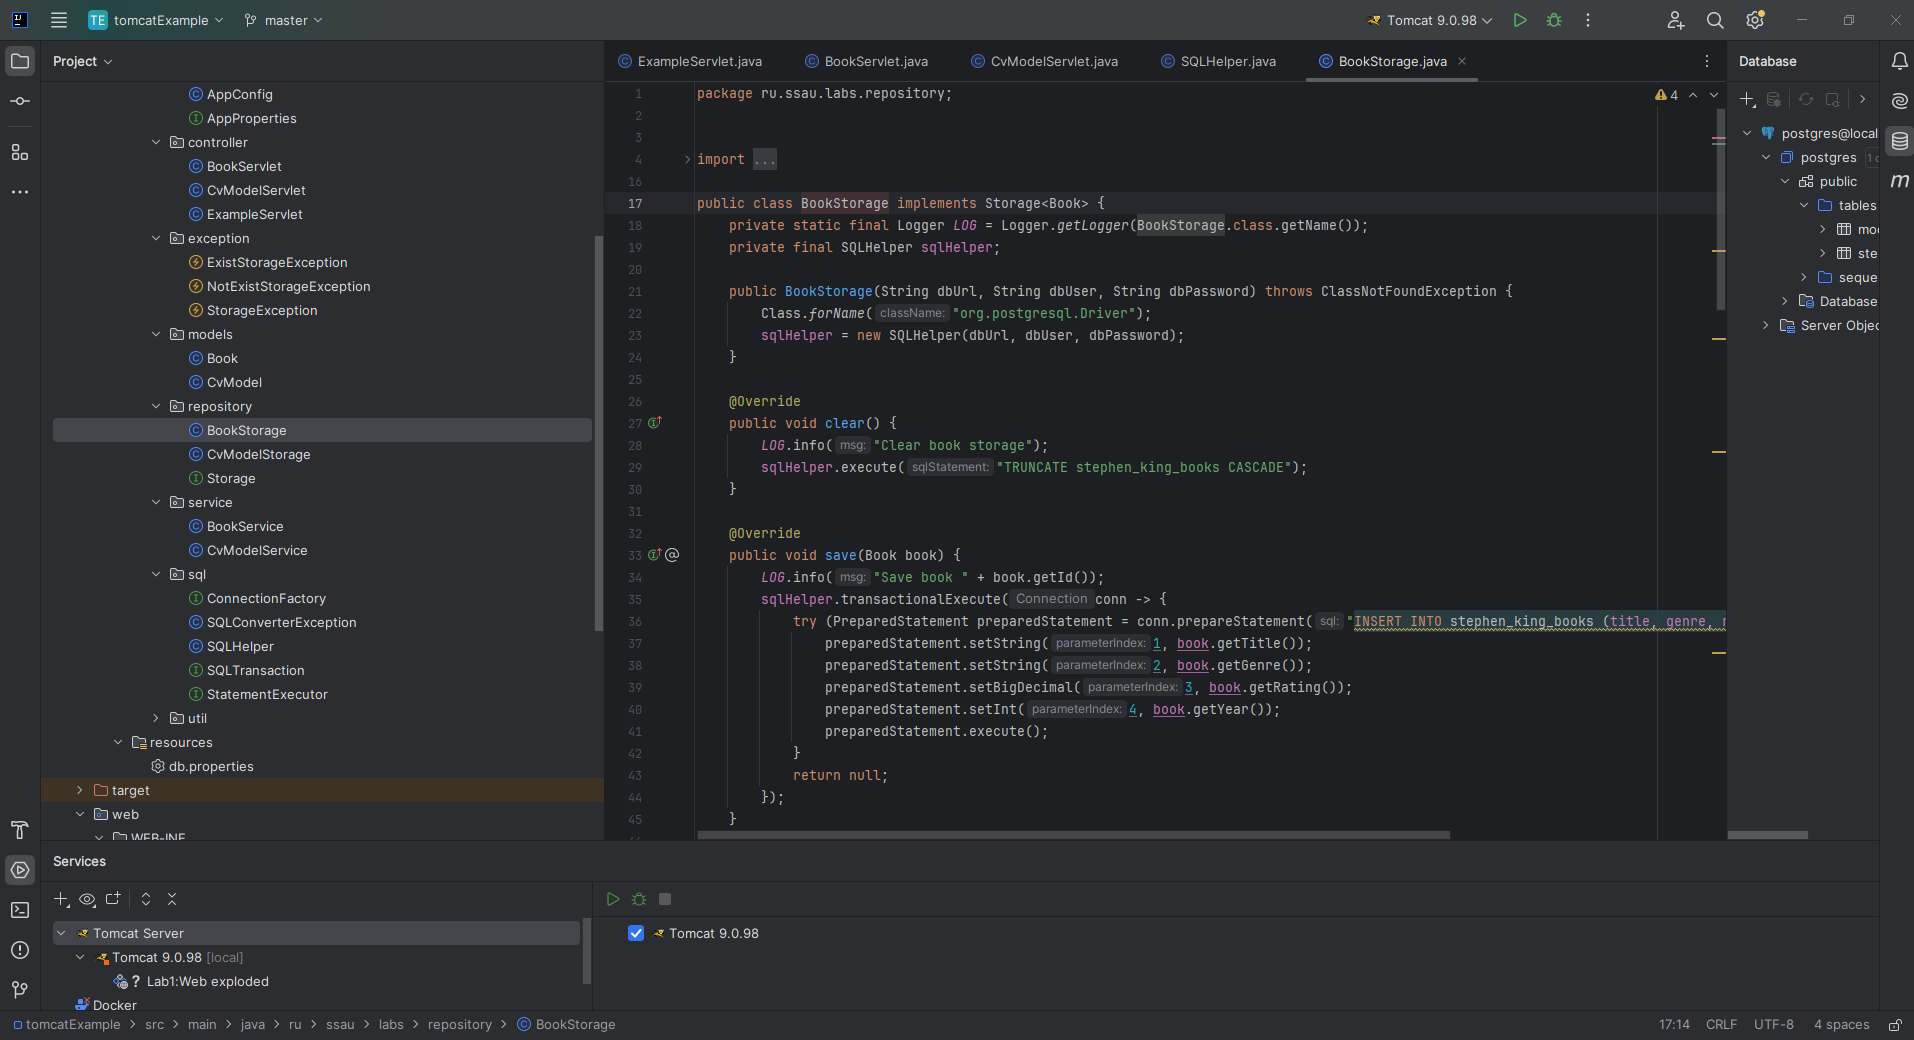 TE tomcatExample master Tomcat 9.0.98
Project
AppConfig
AppProperties
controller
BookServlet
CvModelServlet
ExampleServlet
exception
ExistStorageException
NotExistStorageException
StorageException
models
Book
CvModel
repository
BookStorage
CvModelStorage
Storage
service
BookService
CvModelService
sql
ConnectionFactory
SQLConverterException
SQLHelper
SQLTransaction
StatementExecutor
util
resources
db.properties
target
web
WEB-INF
ExampleServlet.java BookServlet.java CvModelServlet.java SQLHelper.java BookStorage.java
4
1 package ru.ssau.labs.repository;
2
3
4 import ...
16
17 public class BookStorage implements Storage<Book> {
18 private static final Logger LOG = Logger.getLogger(BookStorage.class.getName());
19 private final SQLHelper sqlHelper;
20
21 public BookStorage(String dbUrl, String dbUser, String dbPassword) throws ClassNotFoundException {
22 Class.forName( className: "org.postgresql.Driver");
23 sqlHelper = new SQLHelper(dbUrl, dbUser, dbPassword);
24 }
25
26 @Override
27 public void clear() {
28 LOG.info( msg: "Clear book storage");
29 sqlHelper.execute( sqlStatement: "TRUNCATE stephen_king_books CASCADE");
30 }
31
32 @Override
33 public void save(Book book) {
34 LOG.info( msg: "Save book " + book.getId());
35 sqlHelper.transactionalExecute( Connection conn -> {
36 try (PreparedStatement preparedStatement = conn.prepareStatement( sql: "INSERT INTO stephen_king_books (title, genre, r
37 preparedStatement.setString( parameterIndex: 1, book.getTitle());
38 preparedStatement.setString( parameterIndex: 2, book.getGenre());
39 preparedStatement.setBigDecimal( parameterIndex: 3, book.getRating());
40 preparedStatement.setInt( parameterIndex: 4, book.getYear());
41 preparedStatement.execute();
42 }
43 return null;
44 });
45 }
Database
postgres@local
postgres 1
public
tables
mo
ste
seque
Database
Server Objec
Services
Tomcat Server
Tomcat 9.0.98 [local]
? Lab1:Web exploded
Docker
Tomcat 9.0.98
tomcatExample > src > main > java > ru > ssau > labs > repository > BookStorage
17:14 CRLF UTF-8 4 spaces